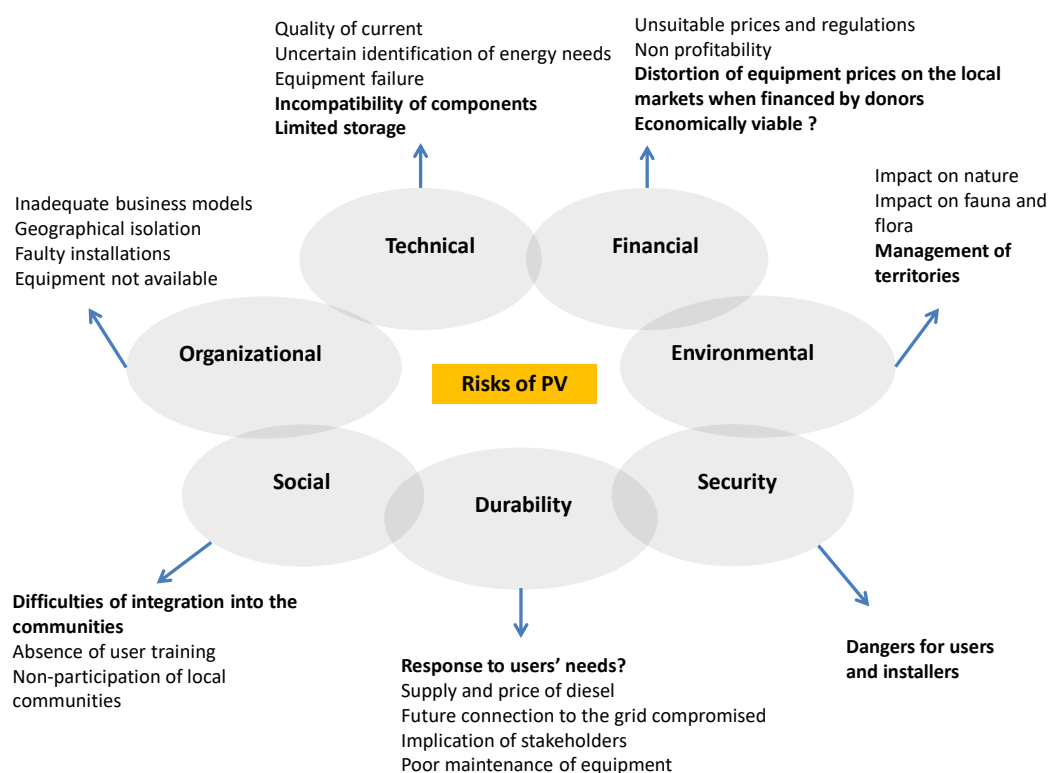 Quality of current
Uncertain identification of energy needs
Equipment failure
Incompatibility of components
Limited storage
Unsuitable prices and regulations
Non profitability
Distortion of equipment prices on the local
markets when financed by donors
Economically viable ?
Impact on nature
Impact on fauna and
flora
Management of
territories
Inadequate business models
Geographical isolation
Faulty installations
Equipment not available
Technical
Financial
Organizational
Environmental
Risks of PV
Social
Durability
Security
Difficulties of integration into the
communities
Absence of user training
Non-participation of local
communities
Response to users’ needs?
Supply and price of diesel
Future connection to the grid compromised
Implication of stakeholders
Poor maintenance of equipment
Dangers for users
and installers